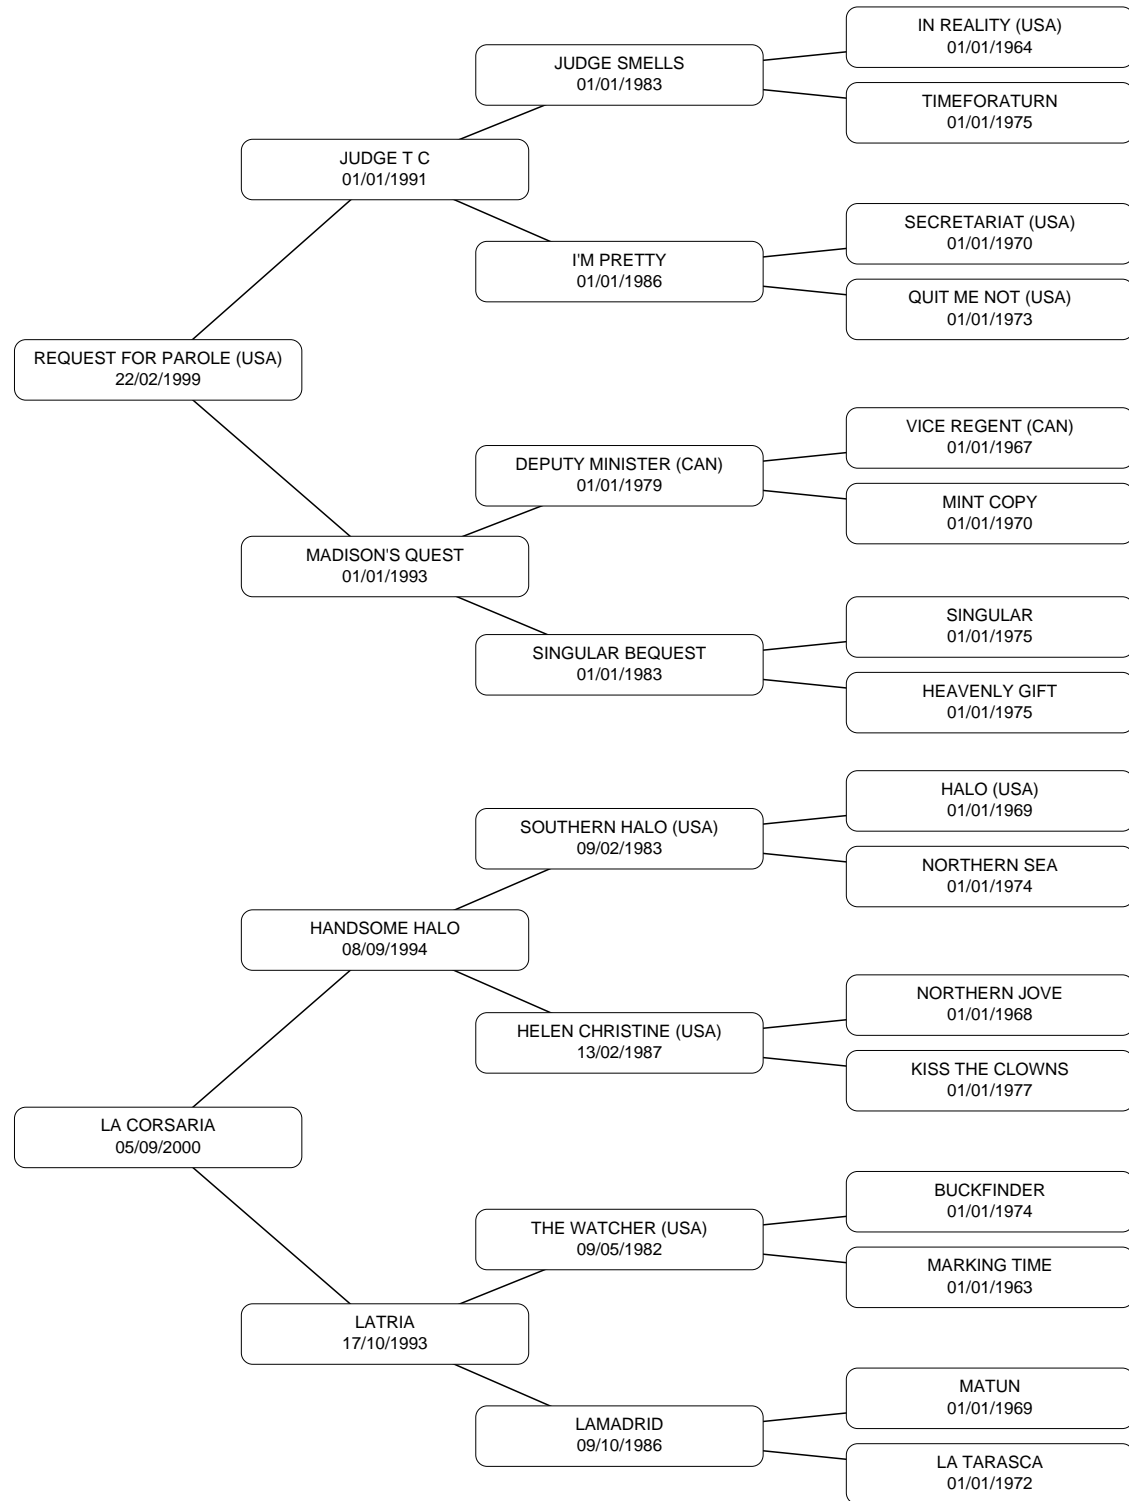 IN REALITY (USA)
01/01/1964
JUDGE SMELLS
01/01/1983
TIMEFORATURN
01/01/1975
JUDGE T C
01/01/1991
SECRETARIAT (USA)
01/01/1970
I'M PRETTY
01/01/1986
QUIT ME NOT (USA)
01/01/1973
REQUEST FOR PAROLE (USA)
22/02/1999
VICE REGENT (CAN)
01/01/1967
DEPUTY MINISTER (CAN)
01/01/1979
MINT COPY
01/01/1970
MADISON'S QUEST
01/01/1993
SINGULAR
01/01/1975
SINGULAR BEQUEST
01/01/1983
HEAVENLY GIFT
01/01/1975
HALO (USA)
01/01/1969
SOUTHERN HALO (USA)
09/02/1983
NORTHERN SEA
01/01/1974
HANDSOME HALO
08/09/1994
NORTHERN JOVE
01/01/1968
HELEN CHRISTINE (USA)
13/02/1987
KISS THE CLOWNS
01/01/1977
LA CORSARIA
05/09/2000
BUCKFINDER
01/01/1974
THE WATCHER (USA)
09/05/1982
MARKING TIME
01/01/1963
LATRIA
17/10/1993
MATUN
01/01/1969
LAMADRID
09/10/1986
LA TARASCA
01/01/1972